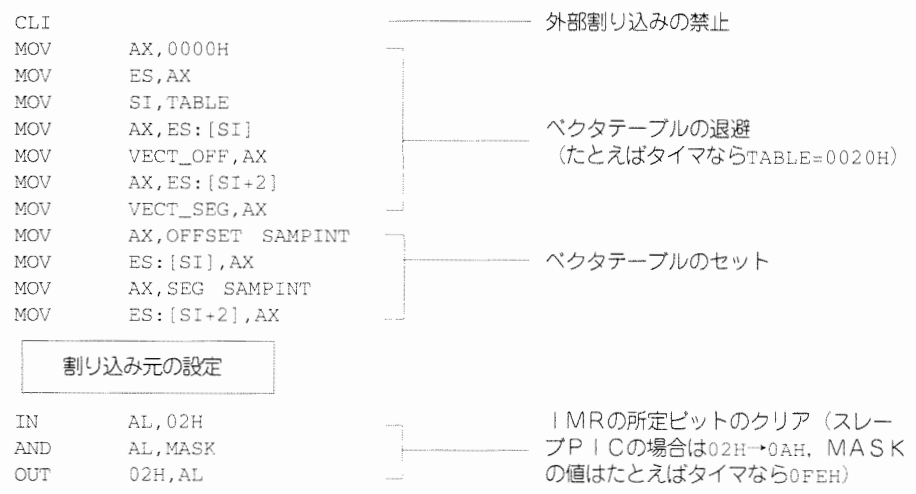 CLI 外部割り込みの禁止
MOV AX,0000H
MOV ES,AX
MOV SI,TABLE
MOV AX,ES:[SI] ベクタテーブルの退避
MOV VECT_OFF,AX (たとえばタイマならTABLE=0020H)
MOV AX,ES:[SI+2]
MOV VECT_SEG,AX
MOV AX,OFFSET SAMPINT
MOV ES:[SI],AX ベクタテーブルのセット
MOV AX,SEG SAMPINT
MOV ES:[SI+2],AX
割り込み元の設定
IN AL,02H IMRの所定ビットのクリア(スレー
AND AL,MASK ブPICの場合は02H→0AH,MASK
OUT 02H,AL の値はたとえばタイマなら0FEH)